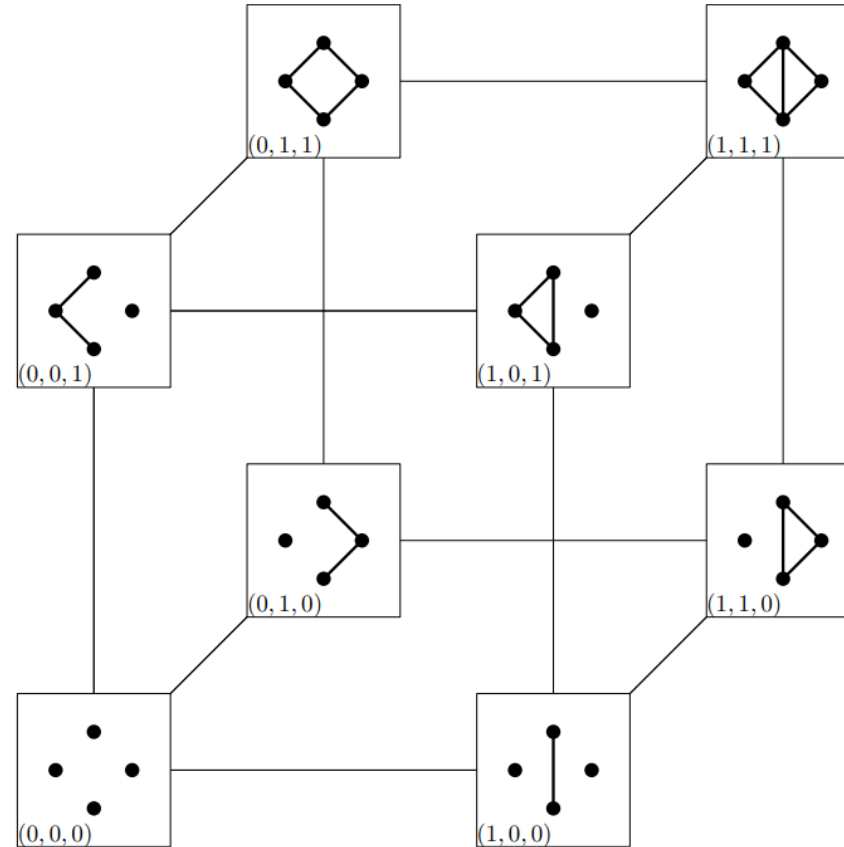 (0, 1, 1)
(1, 1, 1)
(0, 0, 1)
(1, 0, 1)
(0, 1, 0)
(1, 1, 0)
(0, 0, 0)
(1, 0, 0)